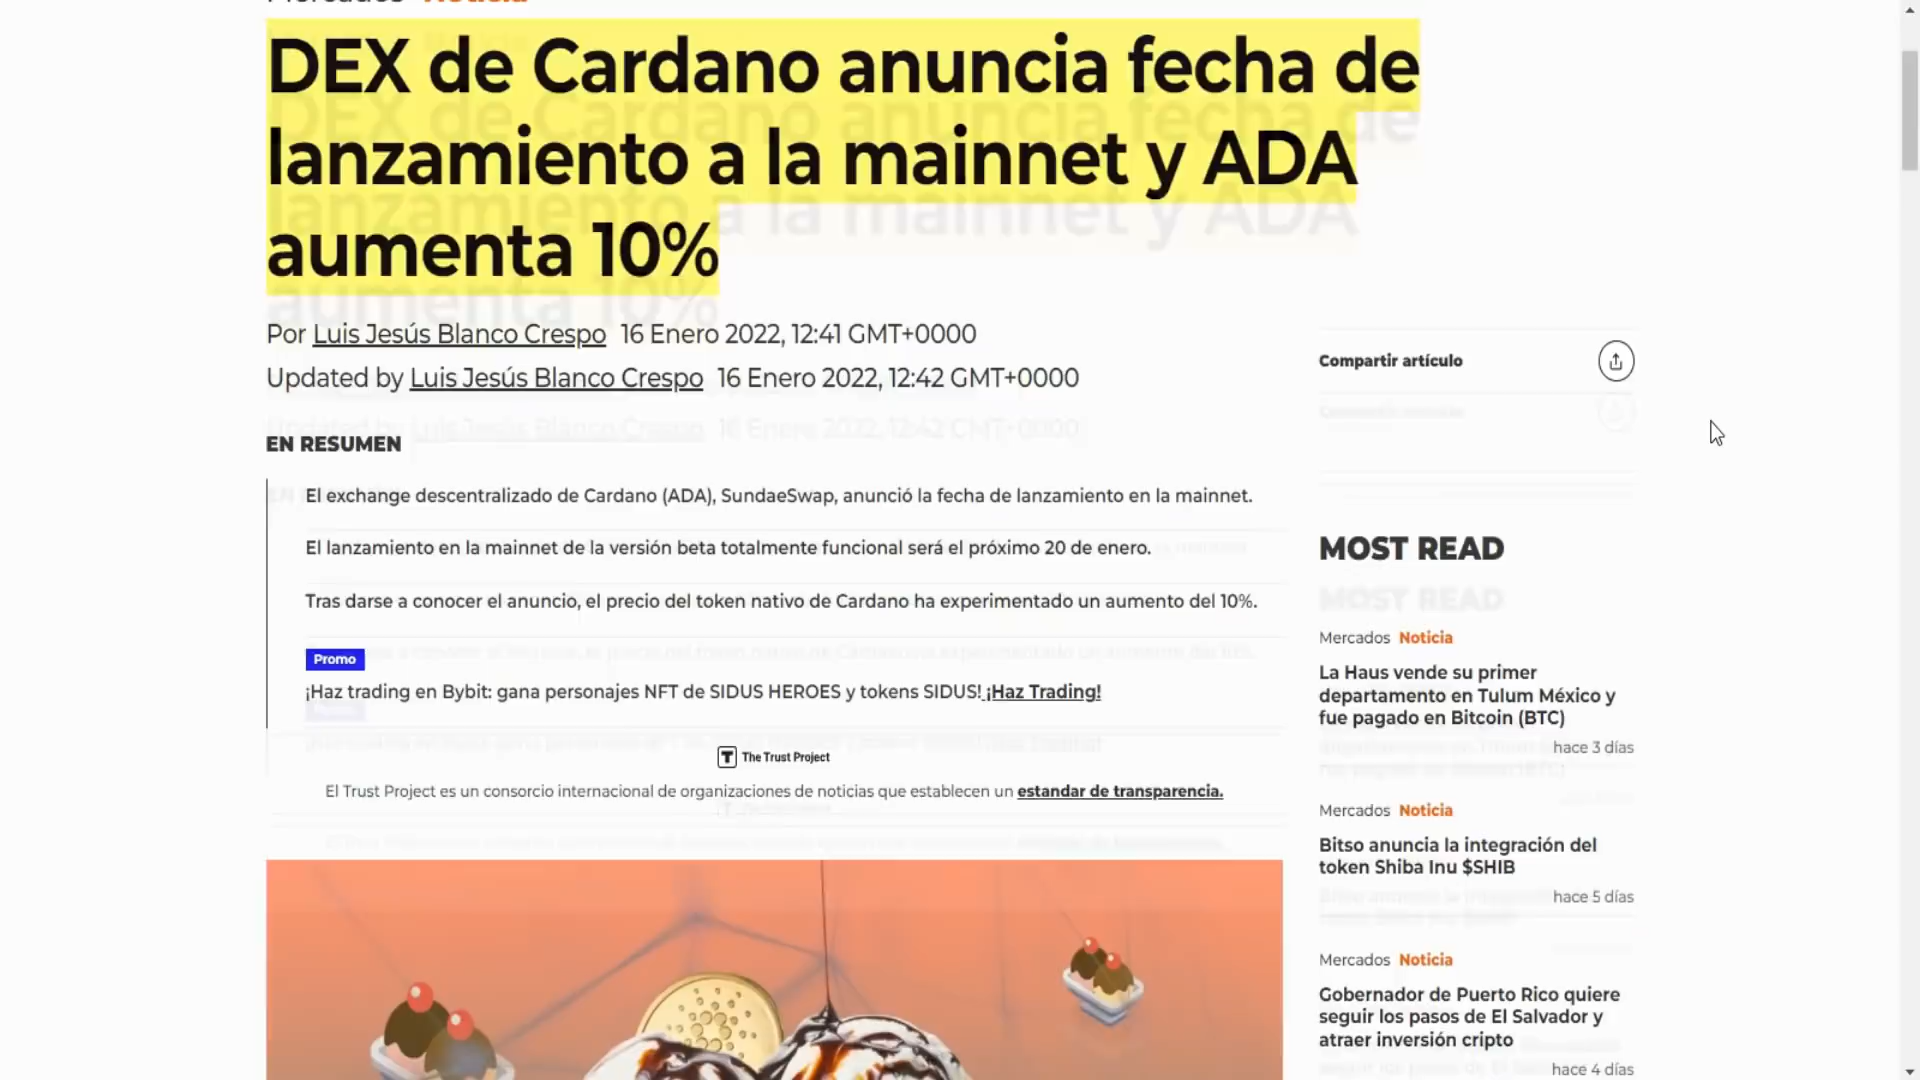 Mercados Noticia
DEX de Cardano anuncia fecha de
lanzamiento a la mainnet y ADA
aumenta 10%
Por Luis Jesús Blanco Crespo 16 Enero 2022, 12:41 GMT+0000
Updated by Luis Jesús Blanco Crespo 16 Enero 2022, 12:42 GMT+0000
EN RESUMEN
El exchange descentralizado de Cardano (ADA), SundaeSwap, anunció la fecha de lanzamiento en la mainnet.
El lanzamiento en la mainnet de la versión beta totalmente funcional será el próximo 20 de enero.
Tras darse a conocer el anuncio, el precio del token nativo de Cardano ha experimentado un aumento del 10%.
Promo
¡Haz trading en Bybit: gana personajes NFT de SIDUS HEROES y tokens SIDUS! ¡Haz Trading!
T The Trust Project
El Trust Project es un consorcio internacional de organizaciones de noticias que establecen un estandar de transparencia.
Compartir artículo
MOST READ
Mercados Noticia
La Haus vende su primer
departamento en Tulum México y
fue pagado en Bitcoin (BTC)
hace 3 días
Mercados Noticia
Bitso anuncia la integración del
token Shiba Inu $SHIB
hace 5 días
Mercados Noticia
Gobernador de Puerto Rico quiere
seguir los pasos de El Salvador y
atraer inversión cripto
hace 4 días